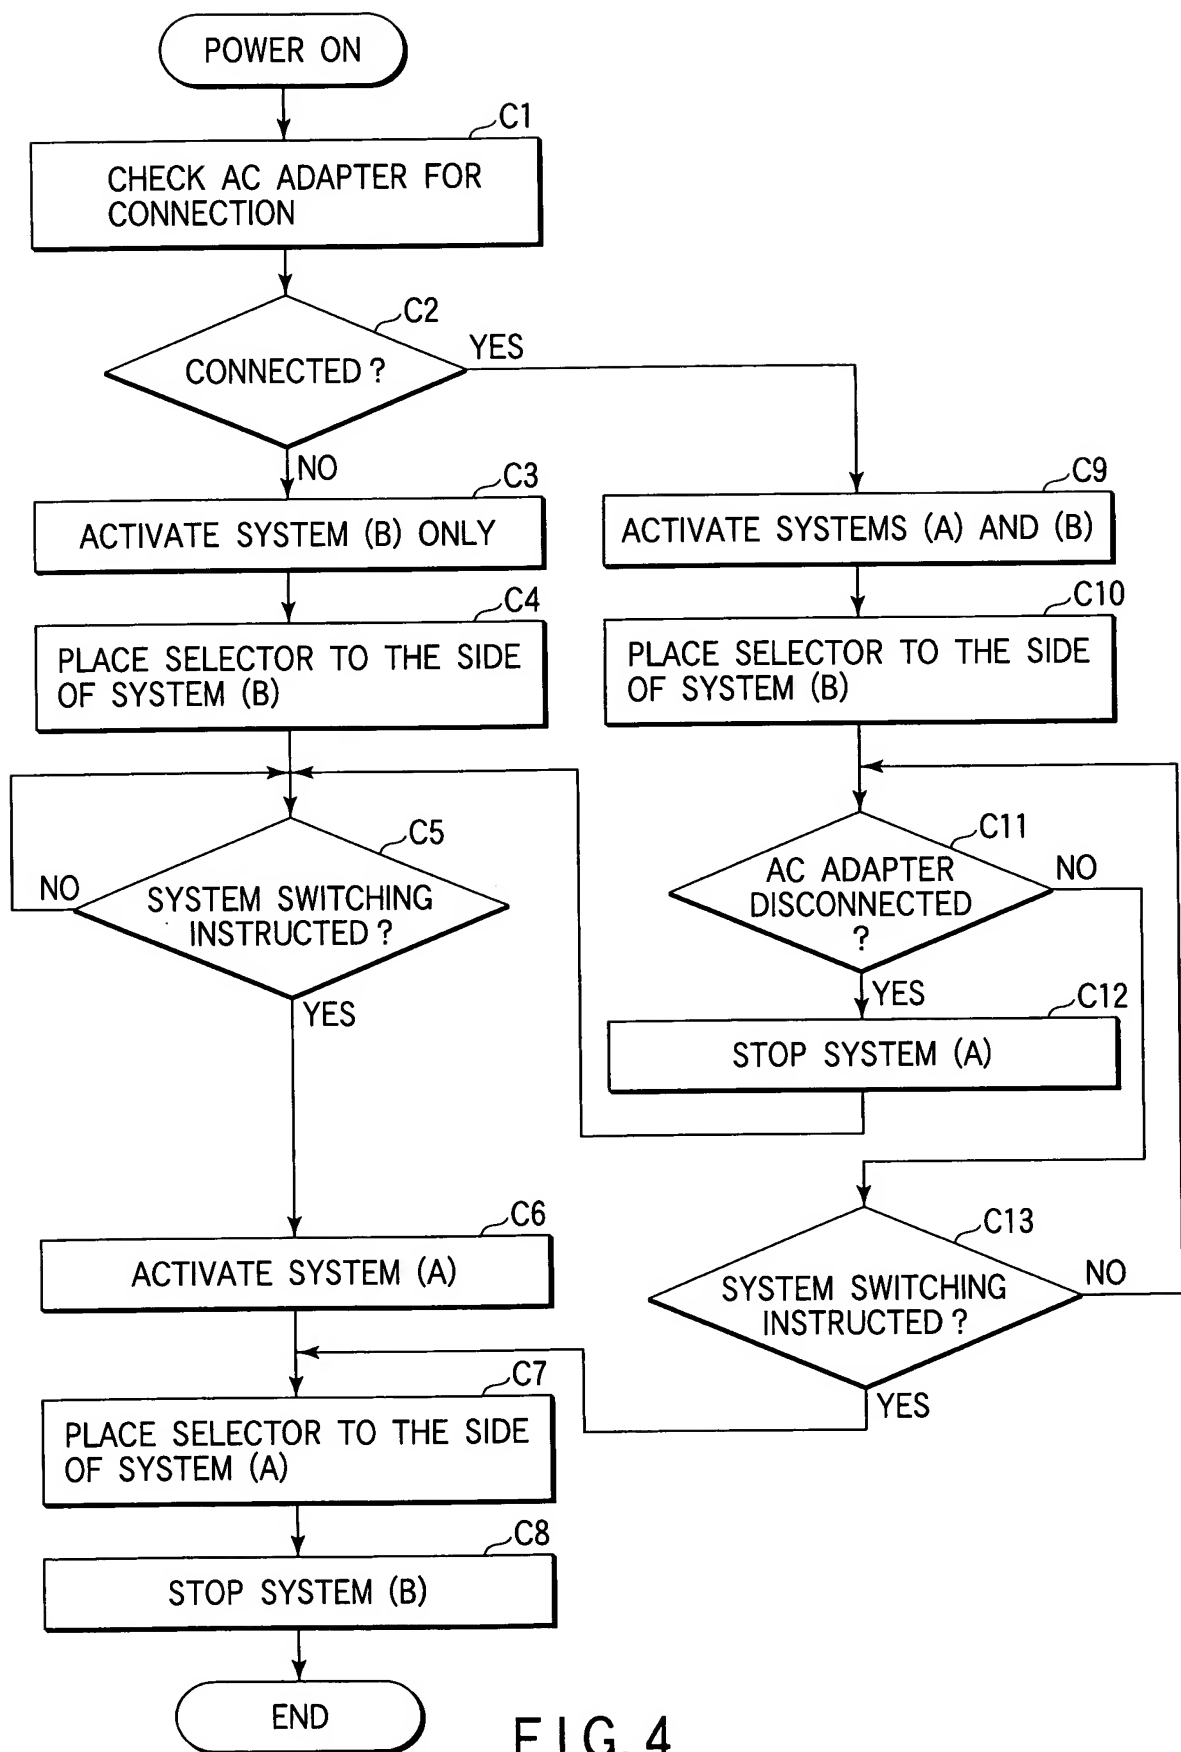 POWER ON
C1
CHECK AC ADAPTER FOR
CONNECTION
C2
CONNECTED ?
YES
NO
C3
ACTIVATE SYSTEM (B) ONLY
C4
PLACE SELECTOR TO THE SIDE
OF SYSTEM (B)
C5
SYSTEM SWITCHING
INSTRUCTED ?
NO
YES
C6
ACTIVATE SYSTEM (A)
C7
PLACE SELECTOR TO THE SIDE
OF SYSTEM (A)
C8
STOP SYSTEM (B)
END
C9
ACTIVATE SYSTEMS (A) AND (B)
C10
PLACE SELECTOR TO THE SIDE
OF SYSTEM (B)
C11
AC ADAPTER
DISCONNECTED
?
NO
YES
C12
STOP SYSTEM (A)
C13
SYSTEM SWITCHING
INSTRUCTED ?
NO
YES
FIG. 4